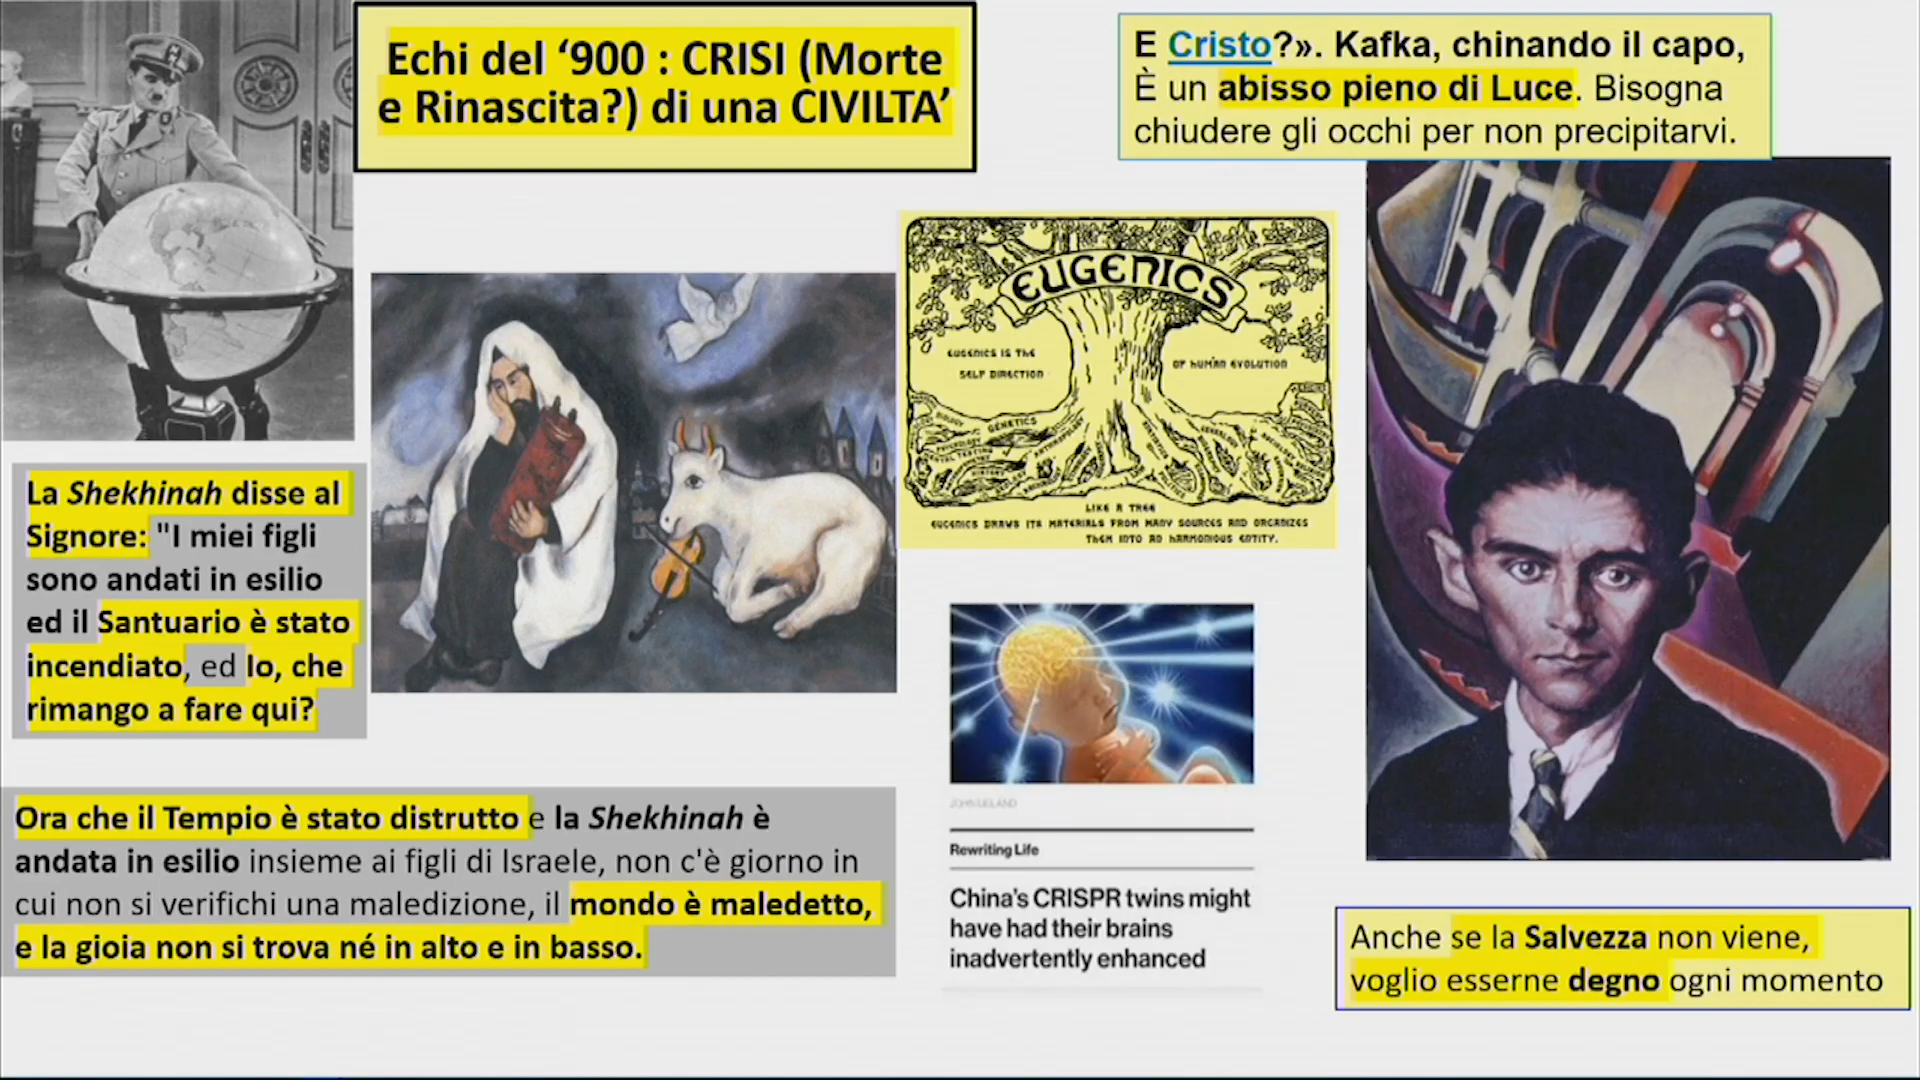 Echi del ‘900 : CRISI (Morte
e Rinascita?) di una CIVILTA’
E Cristo?». Kafka, chinando il capo,
È un abisso pieno di Luce. Bisogna
chiudere gli occhi per non precipitarvi.
EUGENICS
EUGENICS IS THE
SELF DIRECTION
OF HUMAN EVOLUTION
GENETICS
LIKE A TREE
EUGENICS DRAWS ITS MATERIALS FROM MANY SOURCES AND ORGANIZES
THEM INTO AN HARMONIOUS ENTITY.
La Shekhinah disse al
Signore: "I miei figli
sono andati in esilio
ed il Santuario è stato
incendiato, ed Io, che
rimango a fare qui?
Ora che il Tempio è stato distrutto e la Shekhinah è
andata in esilio insieme ai figli di Israele, non c'è giorno in
cui non si verifichi una maledizione, il mondo è maledetto,
e la gioia non si trova né in alto e in basso.
Rewriting Life
China’s CRISPR twins might
have had their brains
inadvertently enhanced
Anche se la Salvezza non viene,
voglio esserne degno ogni momento